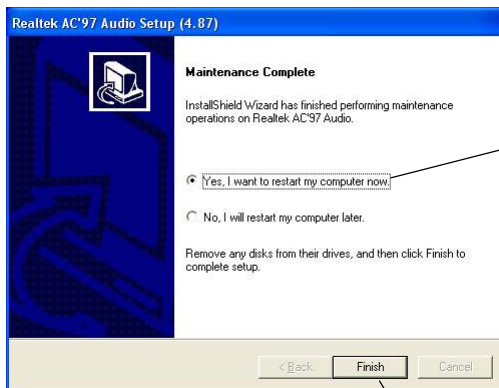 Realtek AC'97 Audio Setup (4.87)
Maintenance Complete
InstallShield Wizard has finished performing maintenance
operations on Realtek AC'97 Audio.
Yes, I want to restart my computer now.
No, I will restart my computer later.
Remove any disks from their drives, and then click Finish to
complete setup.
< Back
Finish
Cancel